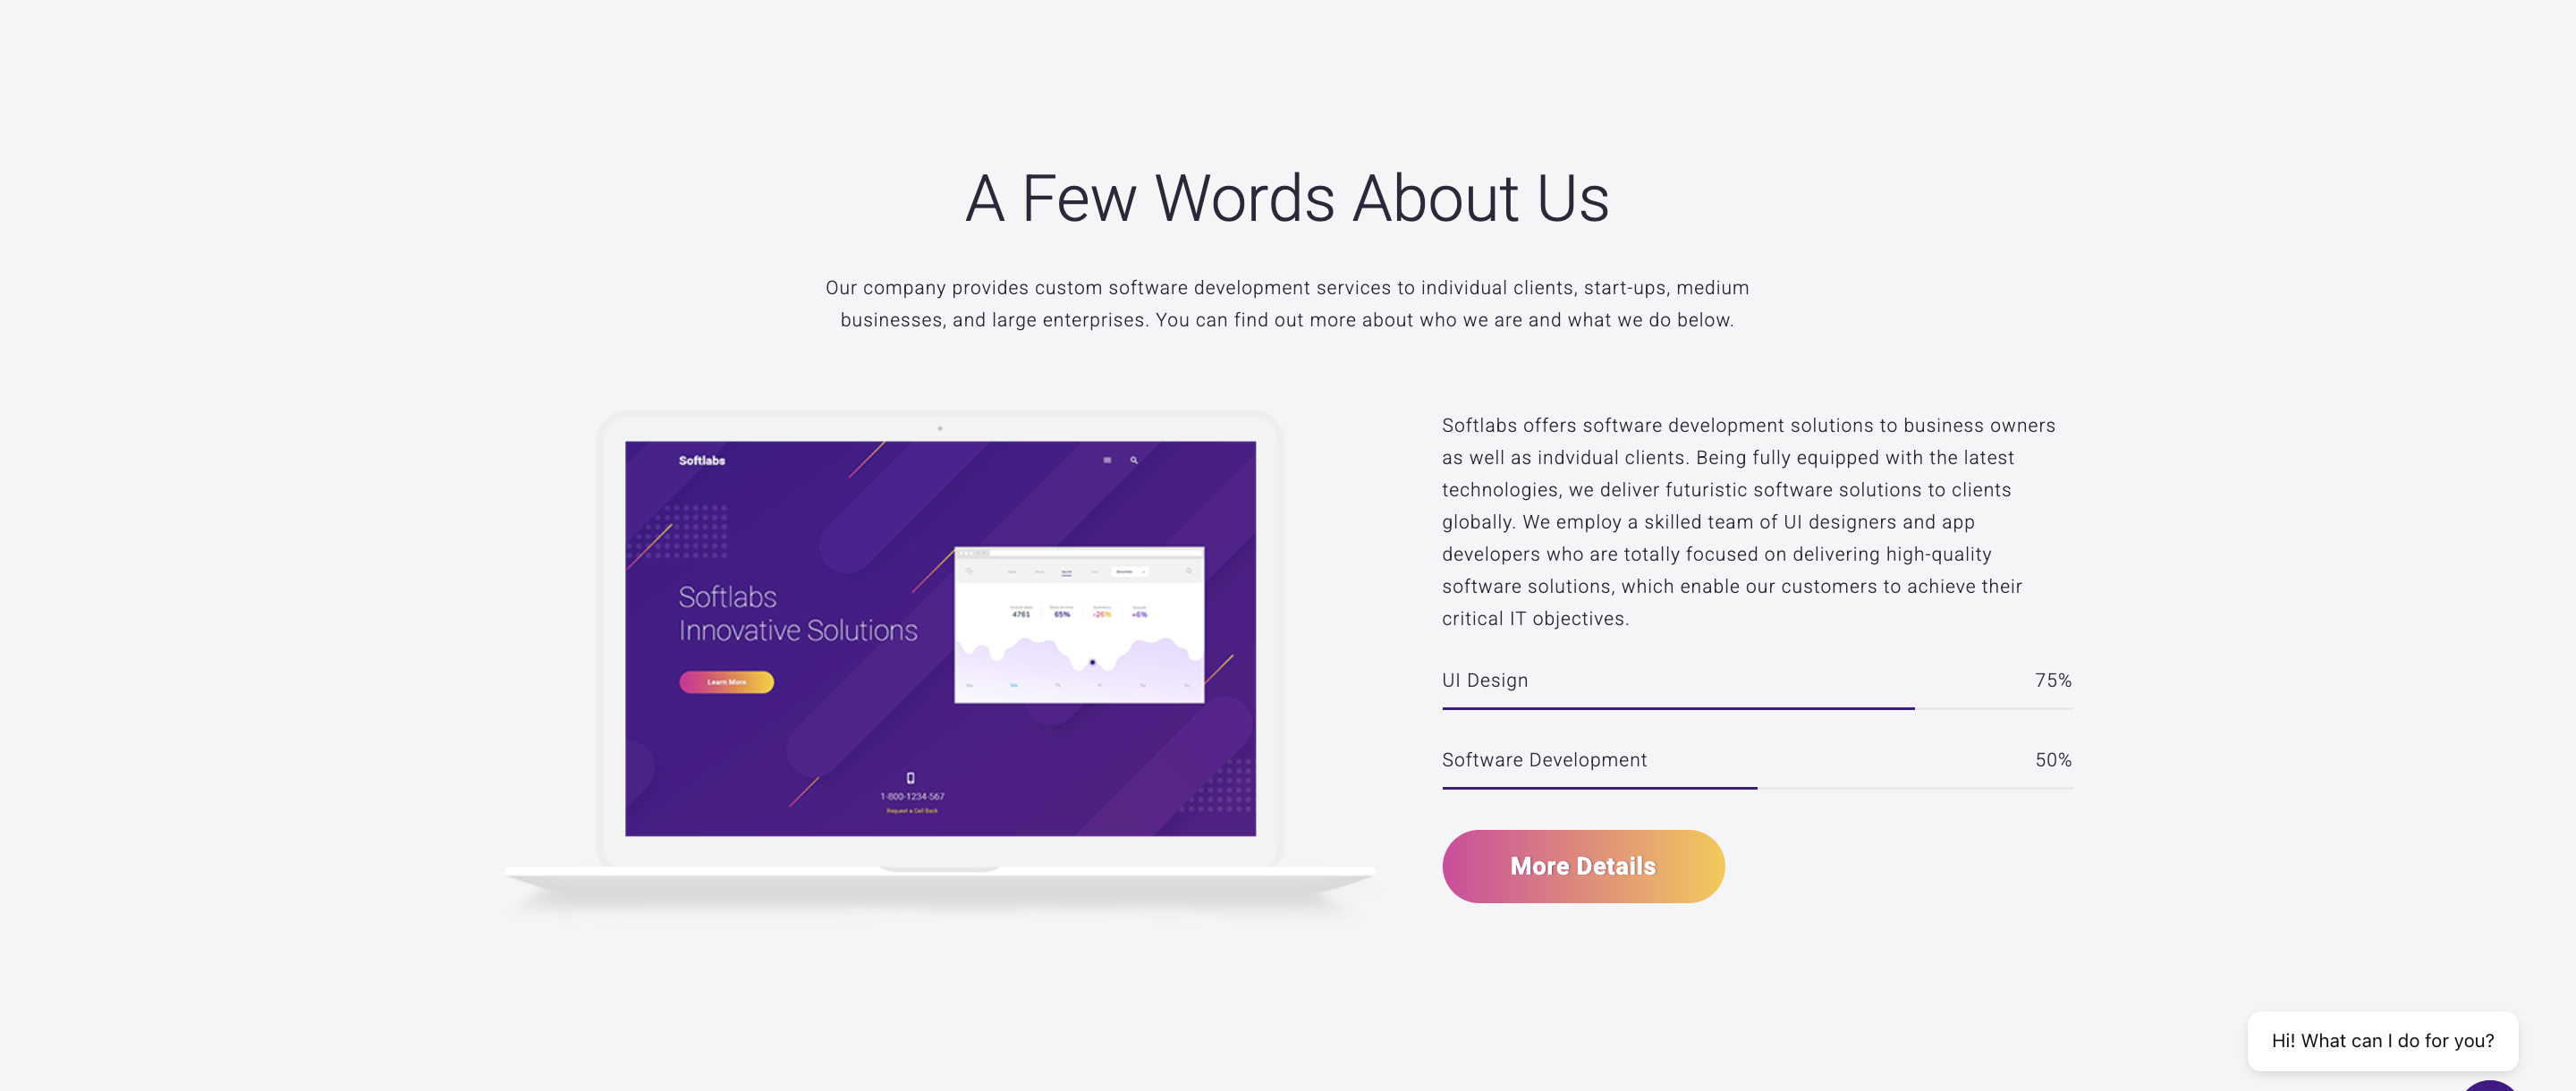 A Few Words About Us
Our company provides custom software development services to individual clients, start-ups, medium
businesses, and large enterprises. You can find out more about who we are and what we do below.
Softlabs
Softlabs
Innovative Solutions
Learn More
4761 65% -26% +6%
1-800-1234-567
Request a Call Back
Softlabs offers software development solutions to business owners
as well as indvidual clients. Being fully equipped with the latest
technologies, we deliver futuristic software solutions to clients
globally. We employ a skilled team of UI designers and app
developers who are totally focused on delivering high-quality
software solutions, which enable our customers to achieve their
critical IT objectives.
UI Design 75%
Software Development 50%
More Details
Hi! What can I do for you?